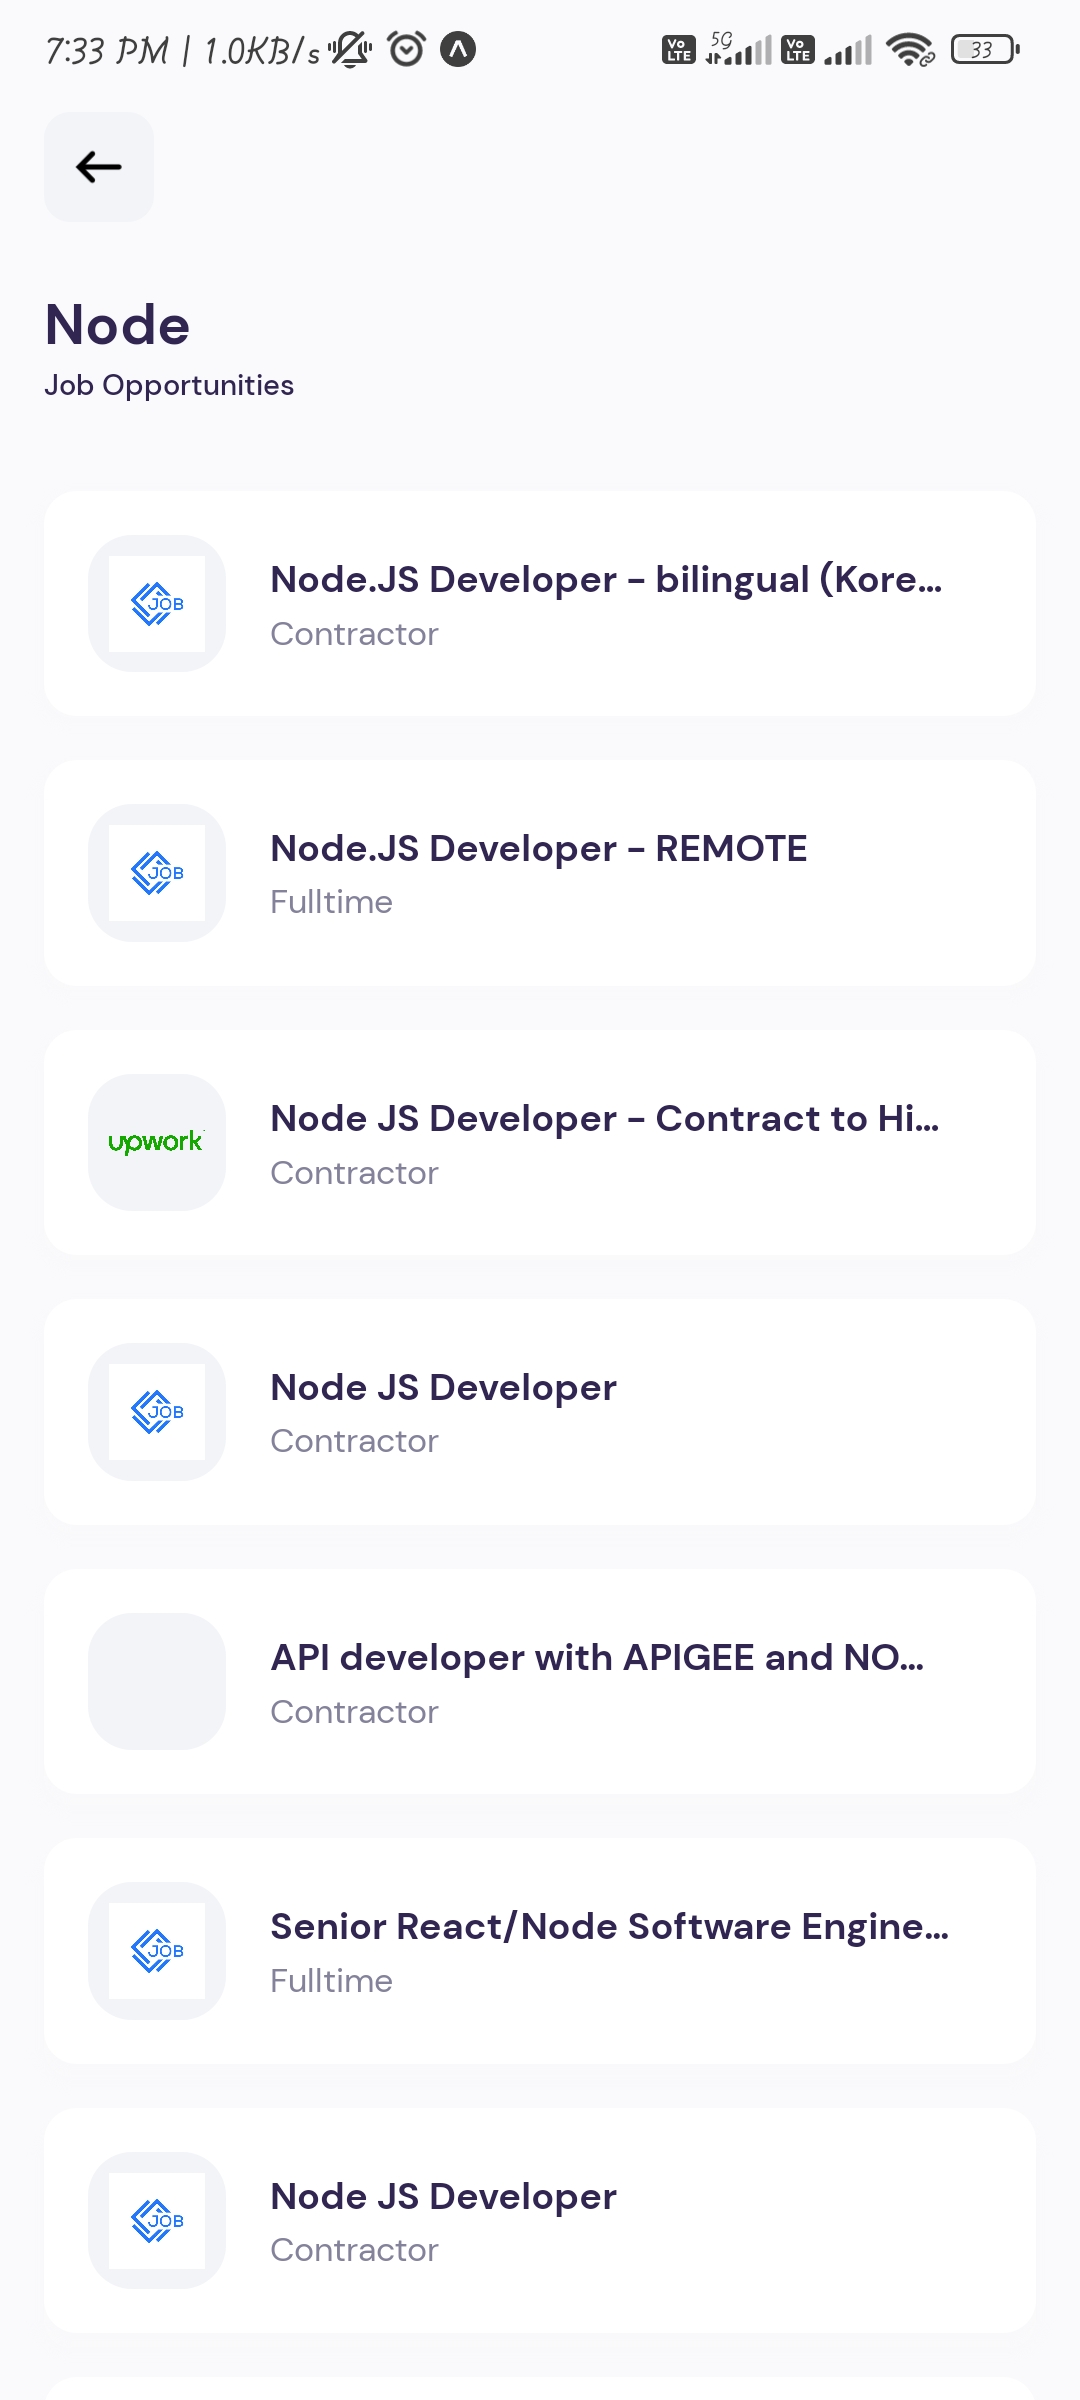 7:33 PM | 1.0KB/s
Vo LTE 5G Vo LTE 33
Node
Job Opportunities
JOB
Node.JS Developer - bilingual (Kore...
Contractor
JOB
Node.JS Developer - REMOTE
Fulltime
upwork
Node JS Developer - Contract to Hi...
Contractor
JOB
Node JS Developer
Contractor
API developer with APIGEE and NO...
Contractor
JOB
Senior React/Node Software Engine...
Fulltime
JOB
Node JS Developer
Contractor